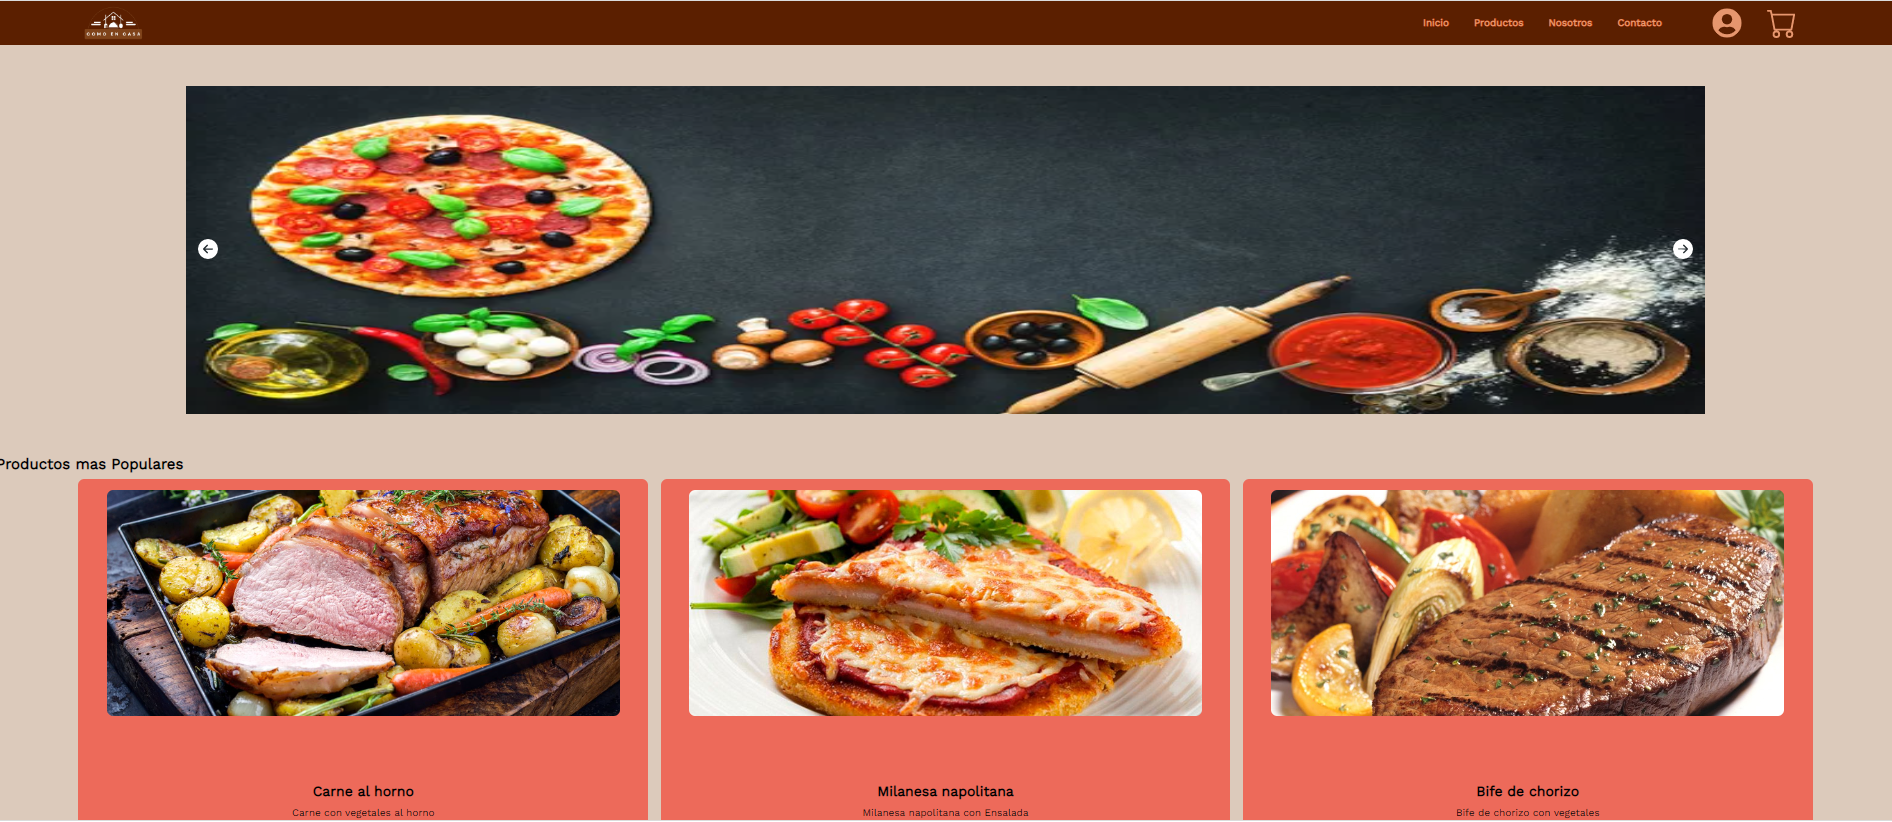 COMO EN CASA
Inicio Productos Nosotros Contacto
Productos mas Populares
Carne al horno
Carne con vegetales al horno
Milanesa napolitana
Milanesa napolitana con Ensalada
Bife de chorizo
Bife de chorizo con vegetales